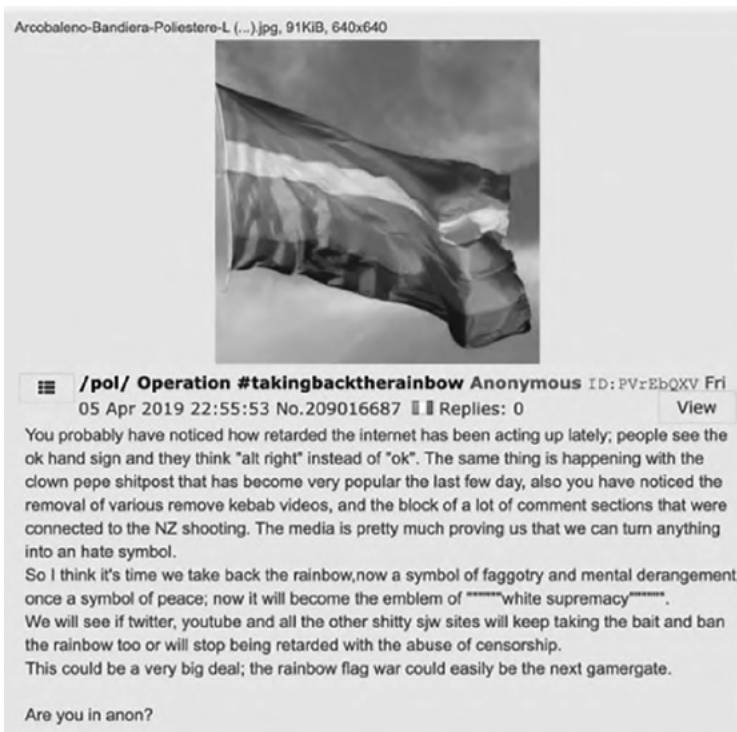 Arcobaleno-Bandiera-Poliestere-L (...).jpg, 91KiB, 640x640
/pol/ Operation #takingbacktherainbow Anonymous ID:PVrEbQXV Fri
05 Apr 2019 22:55:53 No.209016687 Replies: 0 View
You probably have noticed how retarded the internet has been acting up lately; people see the
ok hand sign and they think "alt right" instead of "ok". The same thing is happening with the
clown pepe shitpost that has become very popular the last few day, also you have noticed the
removal of various remove kebab videos, and the block of a lot of comment sections that were
connected to the NZ shooting. The media is pretty much proving us that we can turn anything
into an hate symbol.
So I think it's time we take back the rainbow,now a symbol of faggotry and mental derangement
once a symbol of peace; now it will become the emblem of """"""white supremacy"""""".
We will see if twitter, youtube and all the other shitty sjw sites will keep taking the bait and ban
the rainbow too or will stop being retarded with the abuse of censorship.
This could be a very big deal; the rainbow flag war could easily be the next gamergate.
Are you in anon?